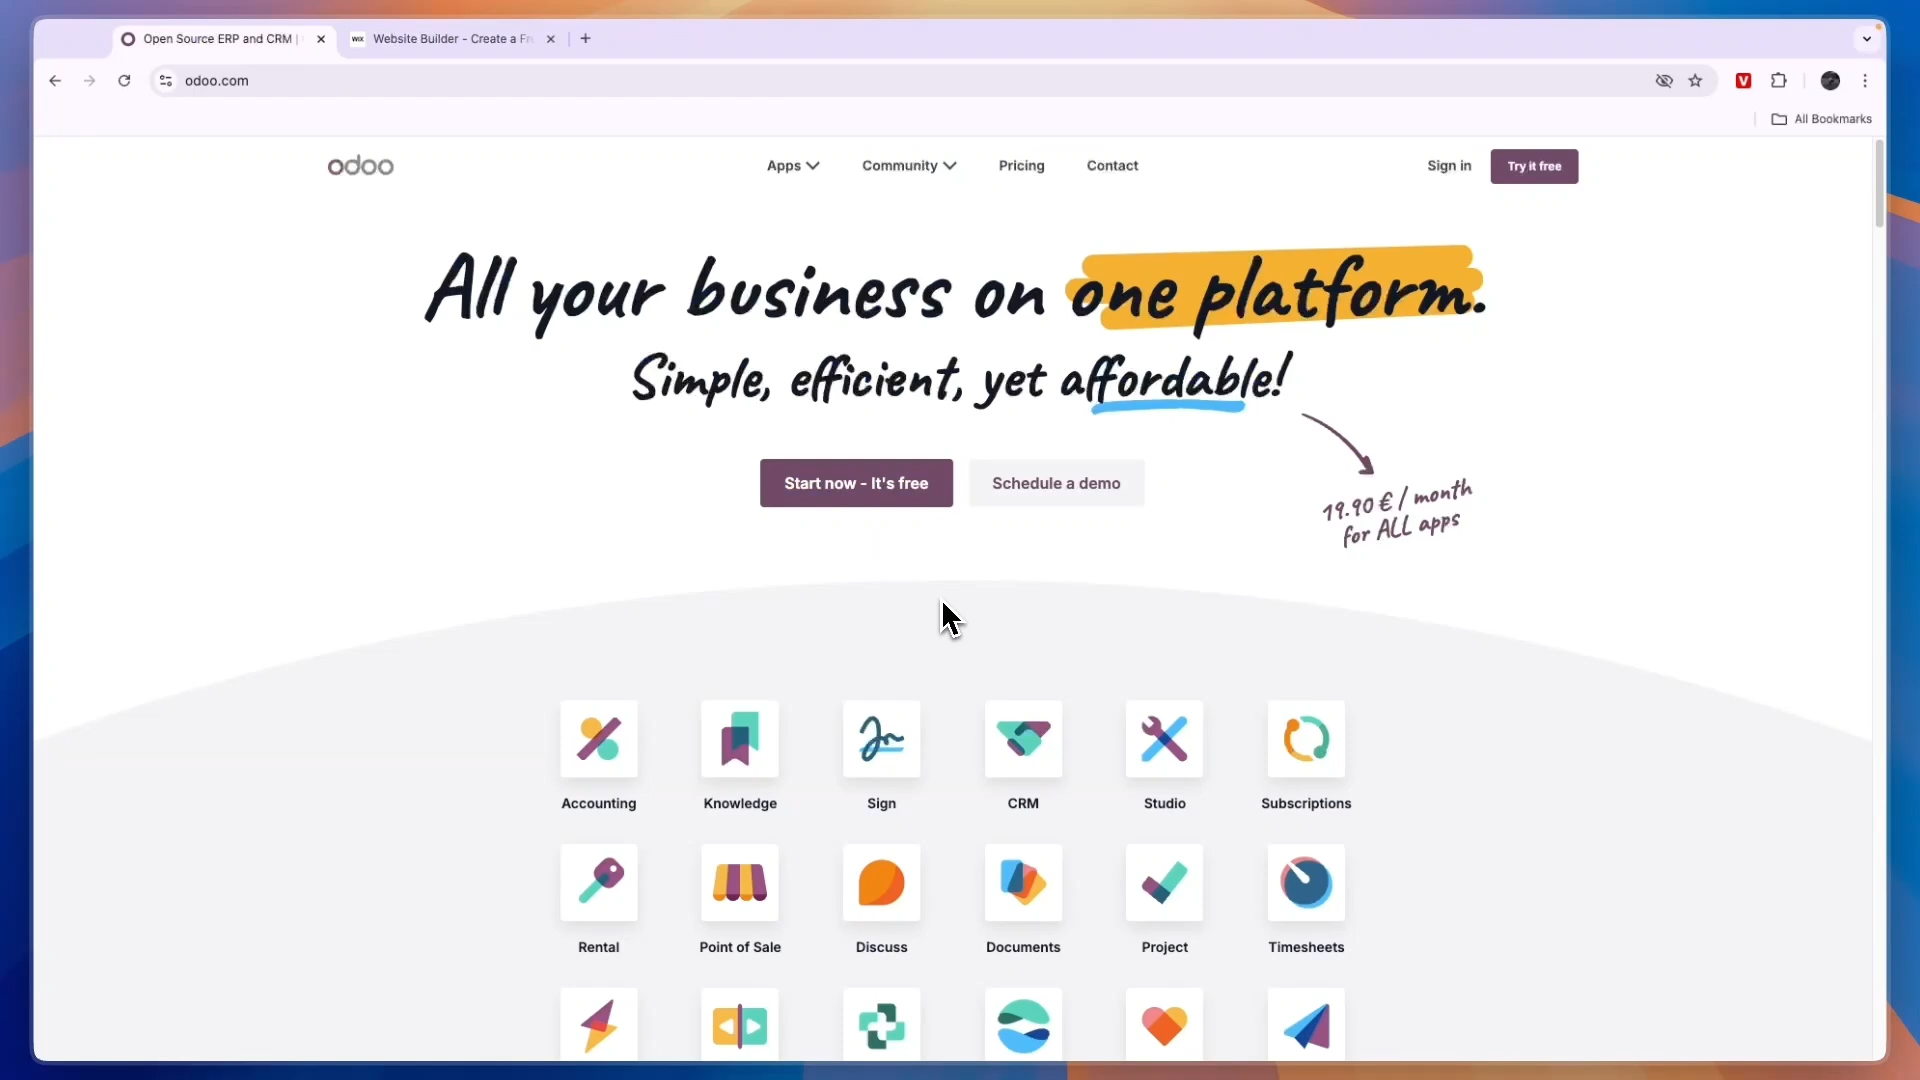 Open Source ERP and CRM |
WiX Website Builder - Create a Fr
odoo.com
V
All Bookmarks
odoo
Apps
Community
Pricing
Contact
Sign in
Try it free
All your business on one platform.
Simple, efficient, yet affordable!
Start now - It's free
Schedule a demo
19.90 € / month
for ALL apps
Accounting
Knowledge
Sign
CRM
Studio
Subscriptions
Rental
Point of Sale
Discuss
Documents
Project
Timesheets